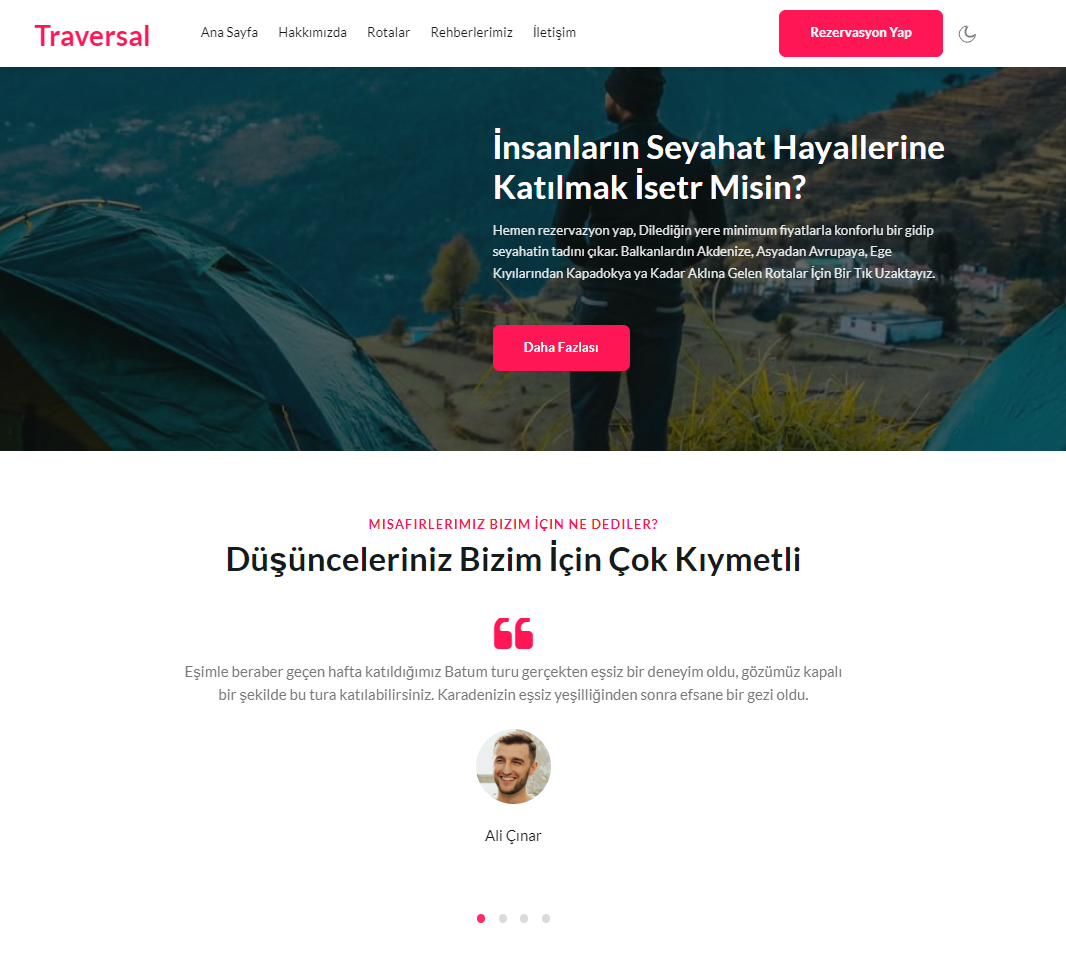 Traversal
Ana Sayfa Hakkımızda Rotalar Rehberlerimiz İletişim
Rezervasyon Yap
İnsanların Seyahat Hayallerine
Katılmak İsetr Misin?
Hemen rezervazyon yap, Dilediğin yere minimum fiyatlarla konforlu bir gidip
seyahatin tadını çıkar. Balkanlardın Akdenize, Asyadan Avrupaya, Ege
Kıyılarından Kapadokya ya Kadar Aklına Gelen Rotalar İçin Bir Tık Uzaktayız.
Daha Fazlası
MISAFIRLERIMIZ BIZIM İÇIN NE DEDILER?
Düşünceleriniz Bizim İçin Çok Kıymetli
Eşimle beraber geçen hafta katıldığımız Batum turu gerçekten eşsiz bir deneyim oldu, gözümüz kapalı
bir şekilde bu tura katılabilirsiniz. Karadenizin eşsiz yeşilliğinden sonra efsane bir gezi oldu.
Ali Çınar